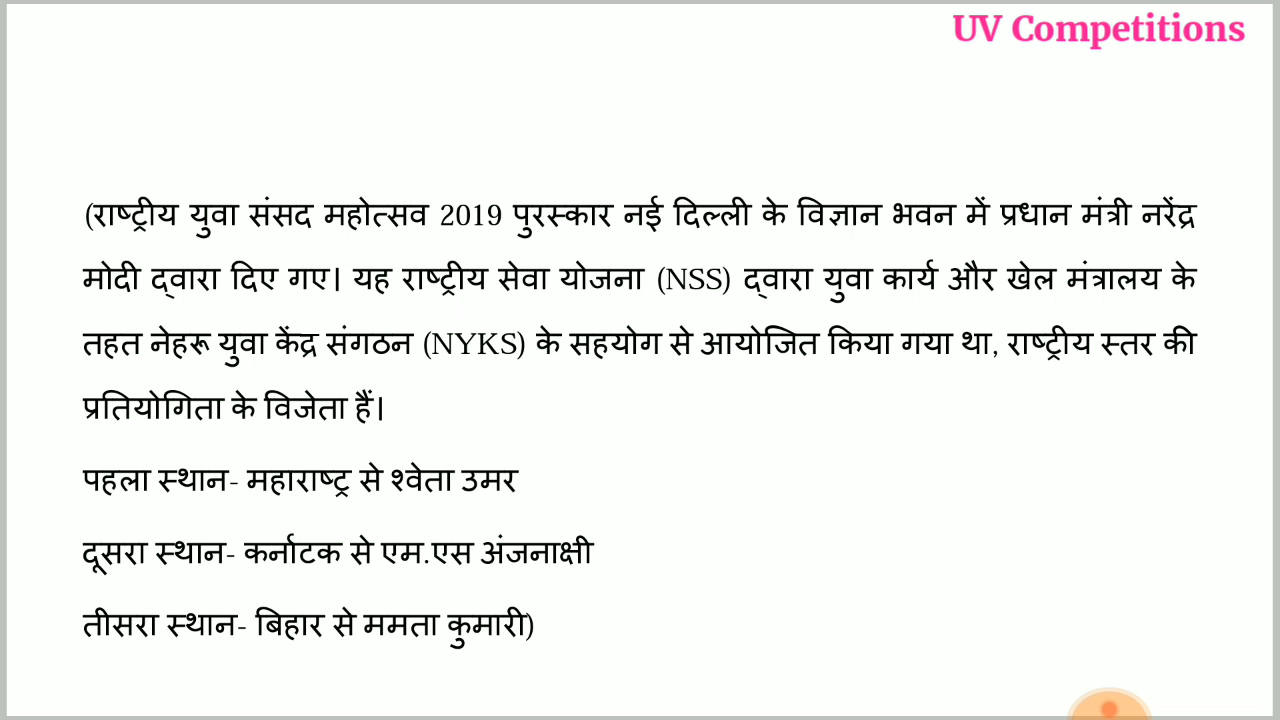 UV Competitions
(राष्ट्रीय युवा संसद महोत्सव 2019 पुरस्कार नई दिल्ली के विज्ञान भवन में प्रधान मंत्री नरेंद्र
मोदी द्वारा दिए गए। यह राष्ट्रीय सेवा योजना (NSS) द्वारा युवा कार्य और खेल मंत्रालय के
तहत नेहरू युवा केंद्र संगठन (NYKS) के सहयोग से आयोजित किया गया था, राष्ट्रीय स्तर की
प्रतियोगिता के विजेता हैं।
पहला स्थान- महाराष्ट्र से श्वेता उमर
दूसरा स्थान- कर्नाटक से एम.एस अंजनाक्षी
तीसरा स्थान- बिहार से ममता कुमारी)